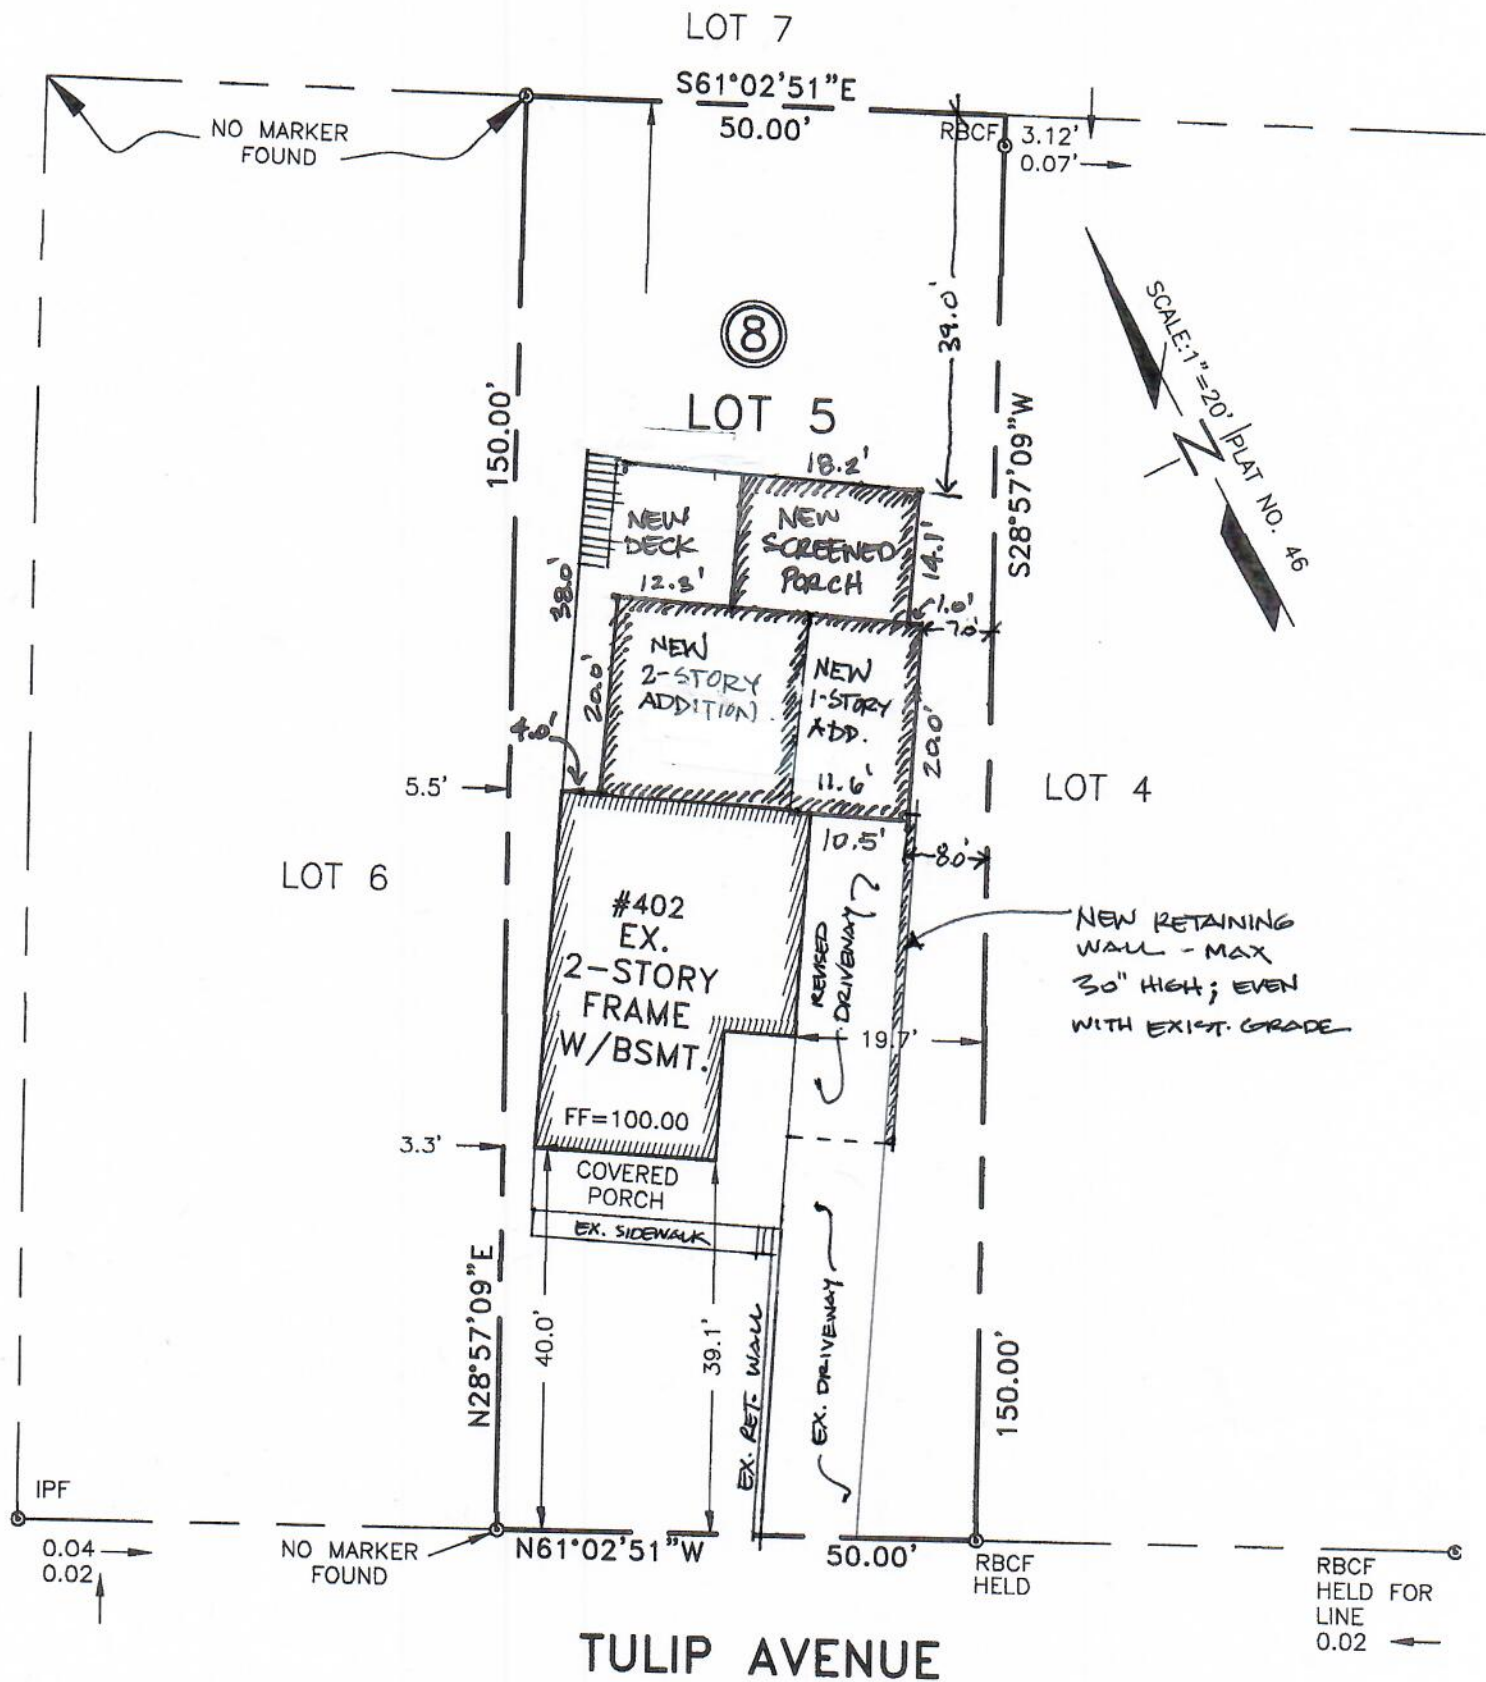 LOT 7
S61°02'51"E
50.00'
NO MARKER
FOUND
RBCF
3.12'
0.07'
39.0'
8
LOT 5
150.00'
S28°57'09"W
SCALE:1"=20'
PLAT NO. 46
N
18.2'
NEW
DECK
NEW
SCREENED
PORCH
14.1'
12.3'
38.0'
1.0'
7.0'
NEW
2-STORY
ADDITION
NEW
1-STORY
ADD.
20.0'
20.0'
4.0'
11.6'
5.5'
LOT 4
10.5'
8.0'
LOT 6
#402
EX.
2-STORY
FRAME
W/BSMT.
FF=100.00
REVISED
DRIVEWAY
19.7'
NEW RETAINING
WALL - MAX
30" HIGH; EVEN
WITH EXIST. GRADE
3.3'
COVERED
PORCH
EX. SIDEWALK
N28°57'09"E
40.0'
39.1'
EX. RET. WALL
EX. DRIVEWAY
150.00'
IPF
0.04
0.02
NO MARKER
FOUND
N61°02'51"W
50.00'
RBCF
HELD
RBCF
HELD FOR
LINE
0.02
TULIP AVENUE